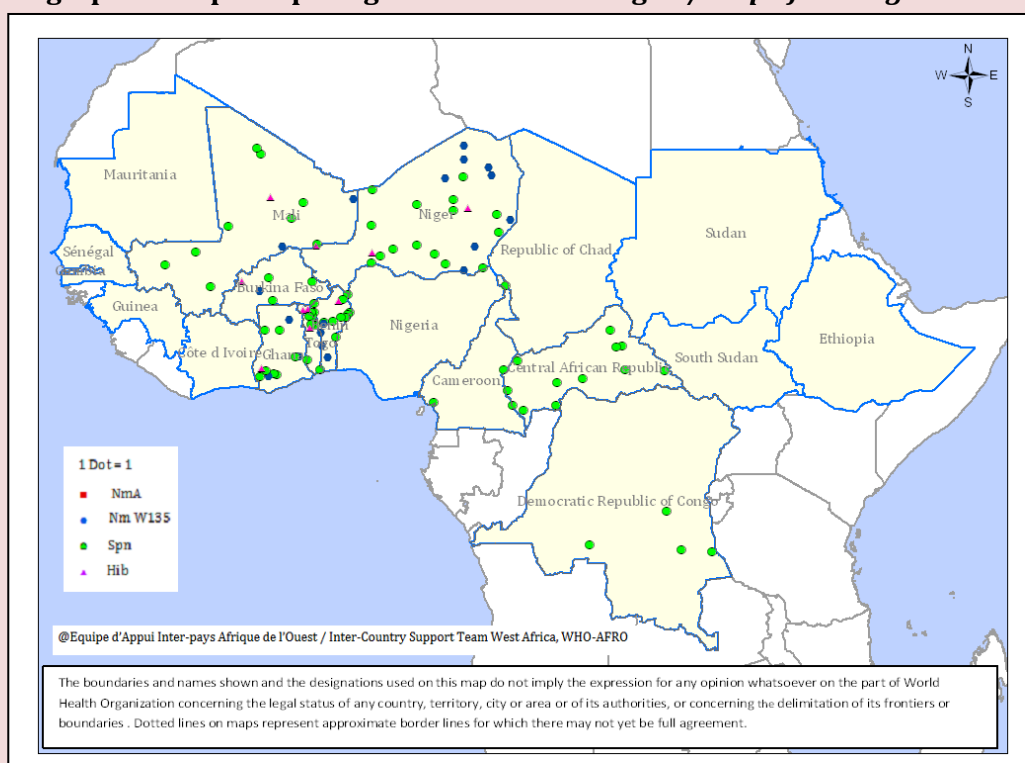 N
W E
S
Mauritania
Mali
Niger
Sudan
Republic of Chad
Sénégal
Gambia
Burkina Faso
Guinea
Nigeria
Ethiopia
Togo
Côte d Ivoire
Ghana
South Sudan
Central African Republic
Cameroon
Democratic Republic of Congo
1 Dot = 1
NmA
Nm W135
Spn
Hib
@Equipe d'Appui Inter-pays Afrique de l'Ouest / Inter-Country Support Team West Africa, WHO-AFRO
The boundaries and names shown and the designations used on this map do not imply the expression for any opinion whatsoever on the part of World
Health Organization concerning the legal status of any country, territory, city or area or of its authorities, or concerning the delimitation of its frontiers or
boundaries . Dotted lines on maps represent approximate border lines for which there may not yet be full agreement.